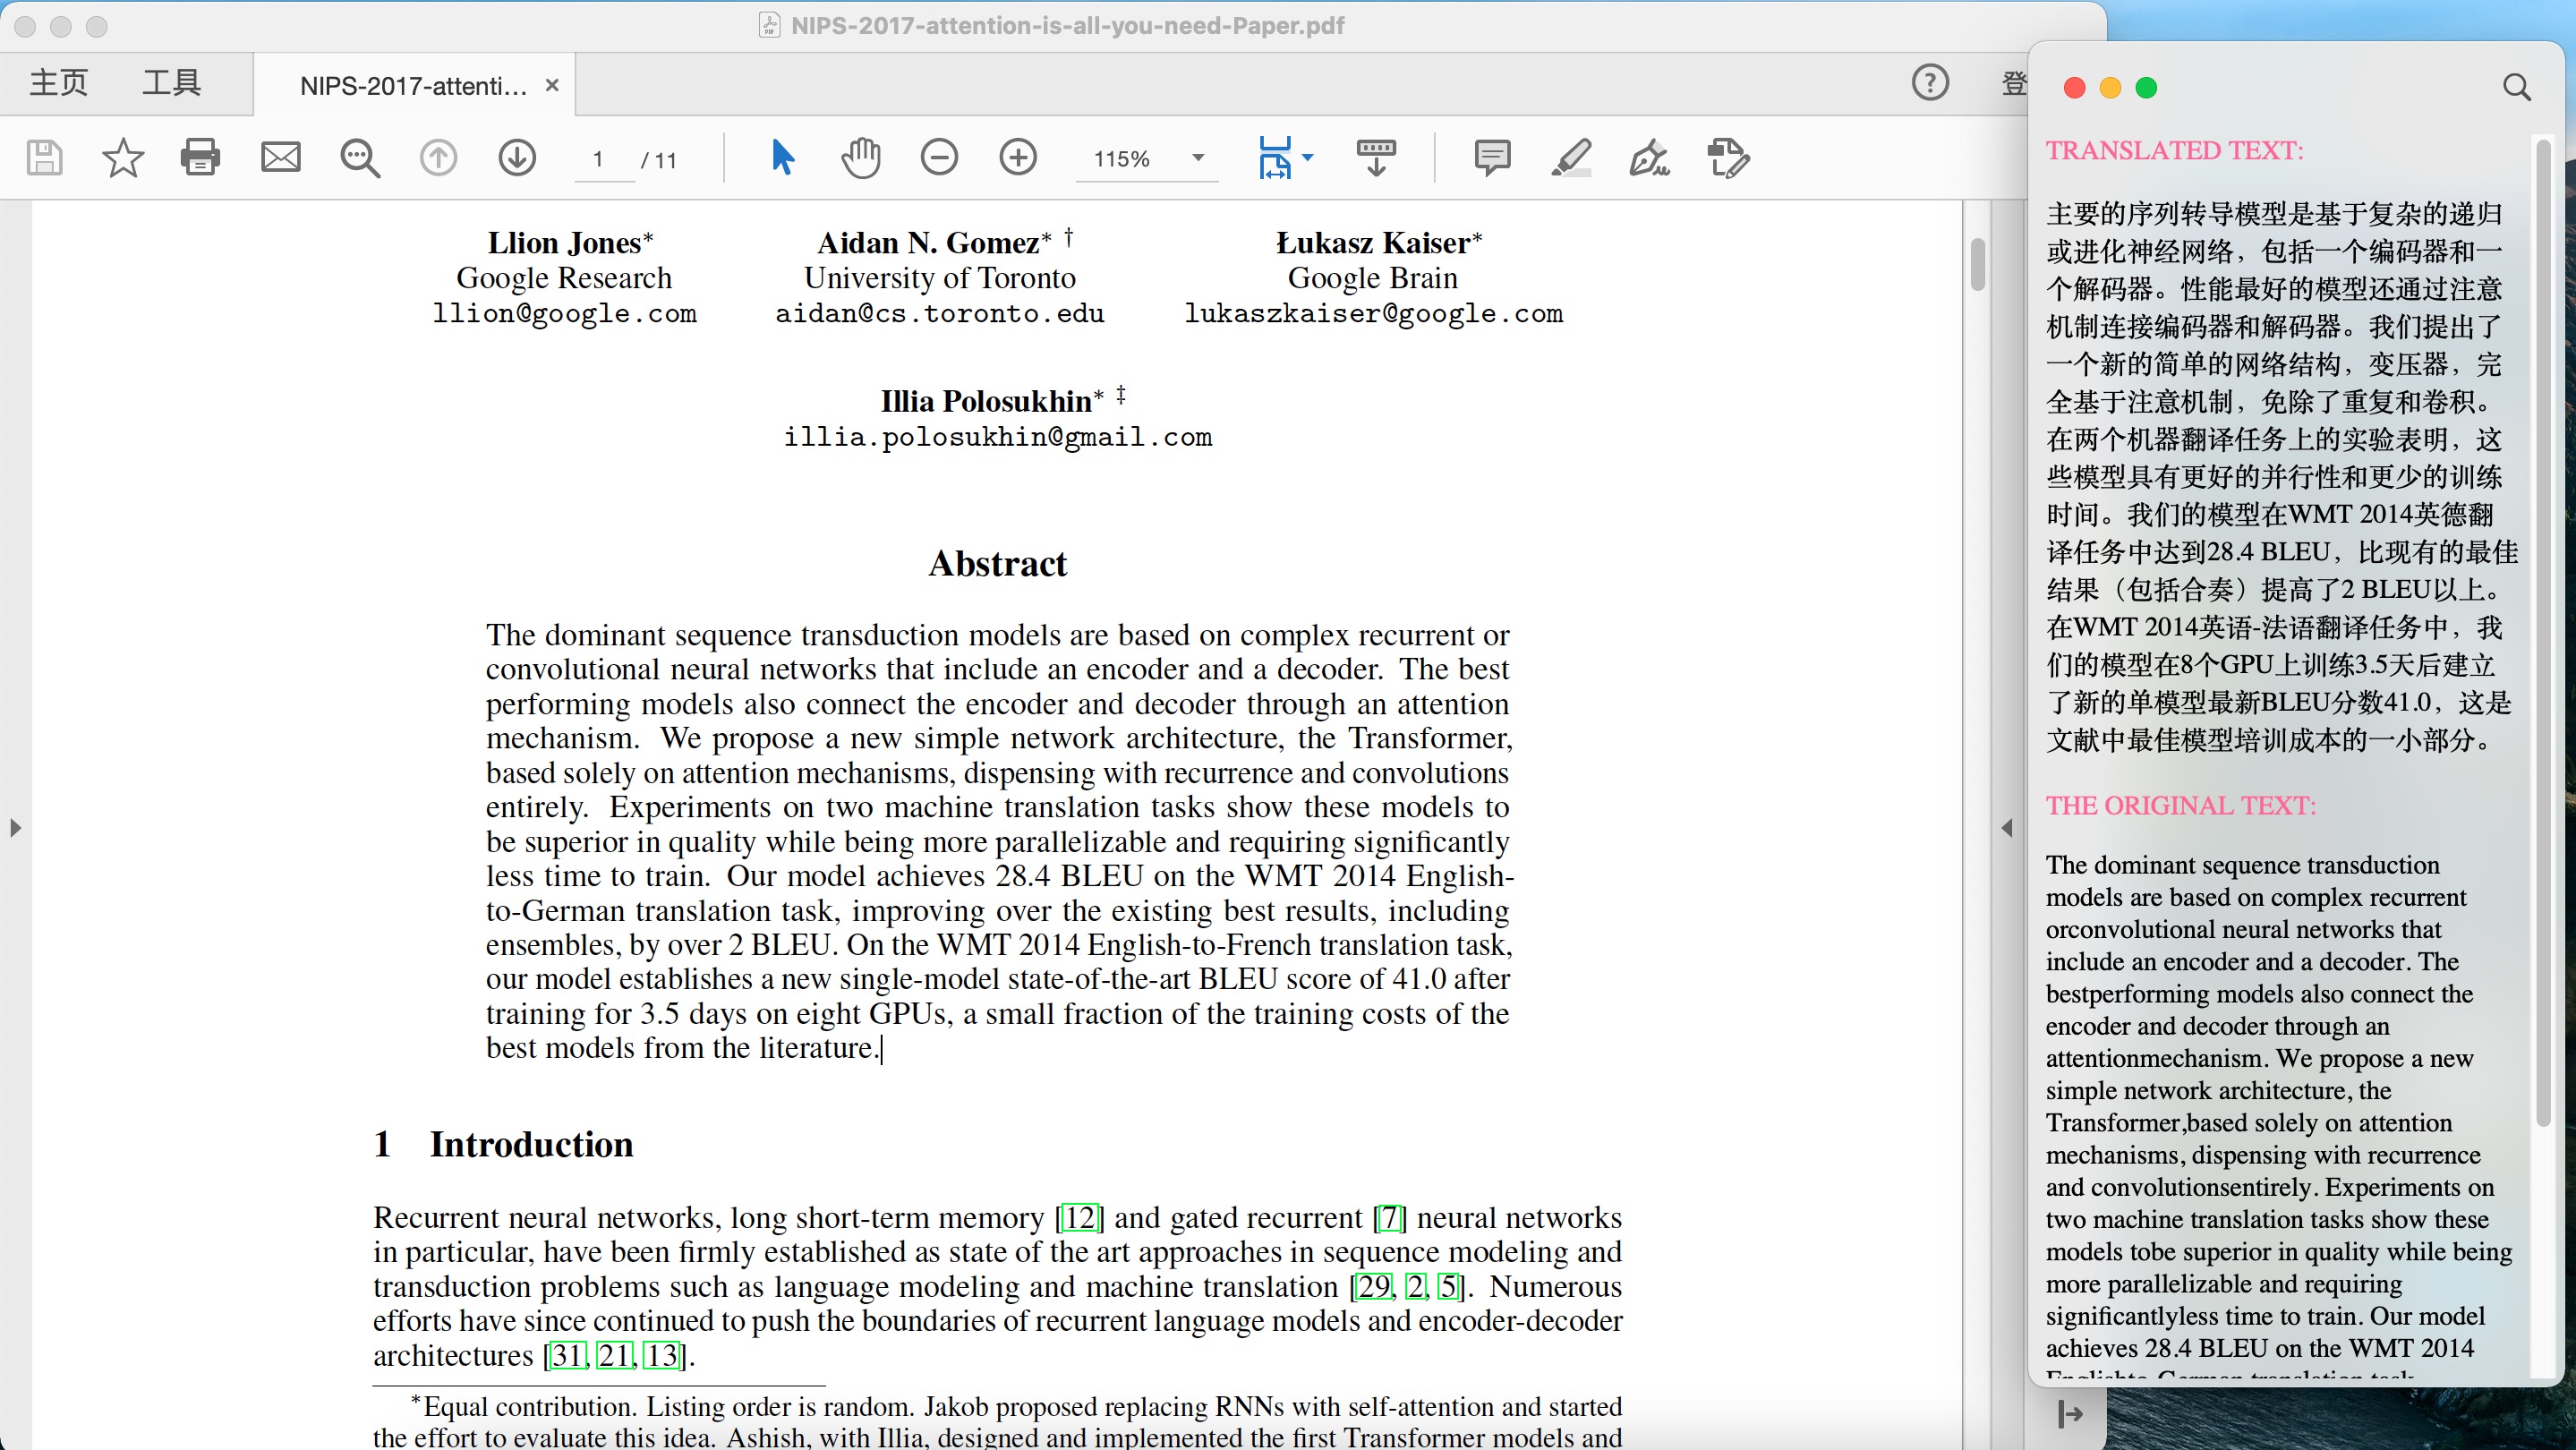 NIPS-2017-attention-is-all-you-need-Paper.pdf
主页 工具 NIPS-2017-attenti... × ? 登
1 / 11 115%
Llion Jones* Aidan N. Gomez* † Łukasz Kaiser*
Google Research University of Toronto Google Brain
llion@google.com aidan@cs.toronto.edu lukaszkaiser@google.com
Illia Polosukhin* ‡
illia.polosukhin@gmail.com
Abstract
The dominant sequence transduction models are based on complex recurrent or
convolutional neural networks that include an encoder and a decoder. The best
performing models also connect the encoder and decoder through an attention
mechanism. We propose a new simple network architecture, the Transformer,
based solely on attention mechanisms, dispensing with recurrence and convolutions
entirely. Experiments on two machine translation tasks show these models to
be superior in quality while being more parallelizable and requiring significantly
less time to train. Our model achieves 28.4 BLEU on the WMT 2014 English-
to-German translation task, improving over the existing best results, including
ensembles, by over 2 BLEU. On the WMT 2014 English-to-French translation task,
our model establishes a new single-model state-of-the-art BLEU score of 41.0 after
training for 3.5 days on eight GPUs, a small fraction of the training costs of the
best models from the literature.
1 Introduction
Recurrent neural networks, long short-term memory [12] and gated recurrent [7] neural networks
in particular, have been firmly established as state of the art approaches in sequence modeling and
transduction problems such as language modeling and machine translation [29, 2, 5]. Numerous
efforts have since continued to push the boundaries of recurrent language models and encoder-decoder
architectures [31, 21, 13].
*Equal contribution. Listing order is random. Jakob proposed replacing RNNs with self-attention and started
the effort to evaluate this idea. Ashish, with Illia, designed and implemented the first Transformer models and
TRANSLATED TEXT:
主要的序列转导模型是基于复杂的递归
或进化神经网络，包括一个编码器和一
个解码器。性能最好的模型还通过注意
机制连接编码器和解码器。我们提出了
一个新的简单的网络结构，变压器，完
全基于注意机制，免除了重复和卷积。
在两个机器翻译任务上的实验表明，这
些模型具有更好的并行性和更少的训练
时间。我们的模型在WMT 2014英德翻
译任务中达到28.4 BLEU，比现有的最佳
结果（包括合奏）提高了2 BLEU以上。
在WMT 2014英语-法语翻译任务中，我
们的模型在8个GPU上训练3.5天后建立
了新的单模型最新BLEU分数41.0，这是
文献中最佳模型培训成本的一小部分。
THE ORIGINAL TEXT:
The dominant sequence transduction
models are based on complex recurrent
orconvolutional neural networks that
include an encoder and a decoder. The
bestperforming models also connect the
encoder and decoder through an
attentionmechanism. We propose a new
simple network architecture, the
Transformer,based solely on attention
mechanisms, dispensing with recurrence
and convolutionsentirely. Experiments on
two machine translation tasks show these
models tobe superior in quality while being
more parallelizable and requiring
significantlyless time to train. Our model
achieves 28.4 BLEU on the WMT 2014